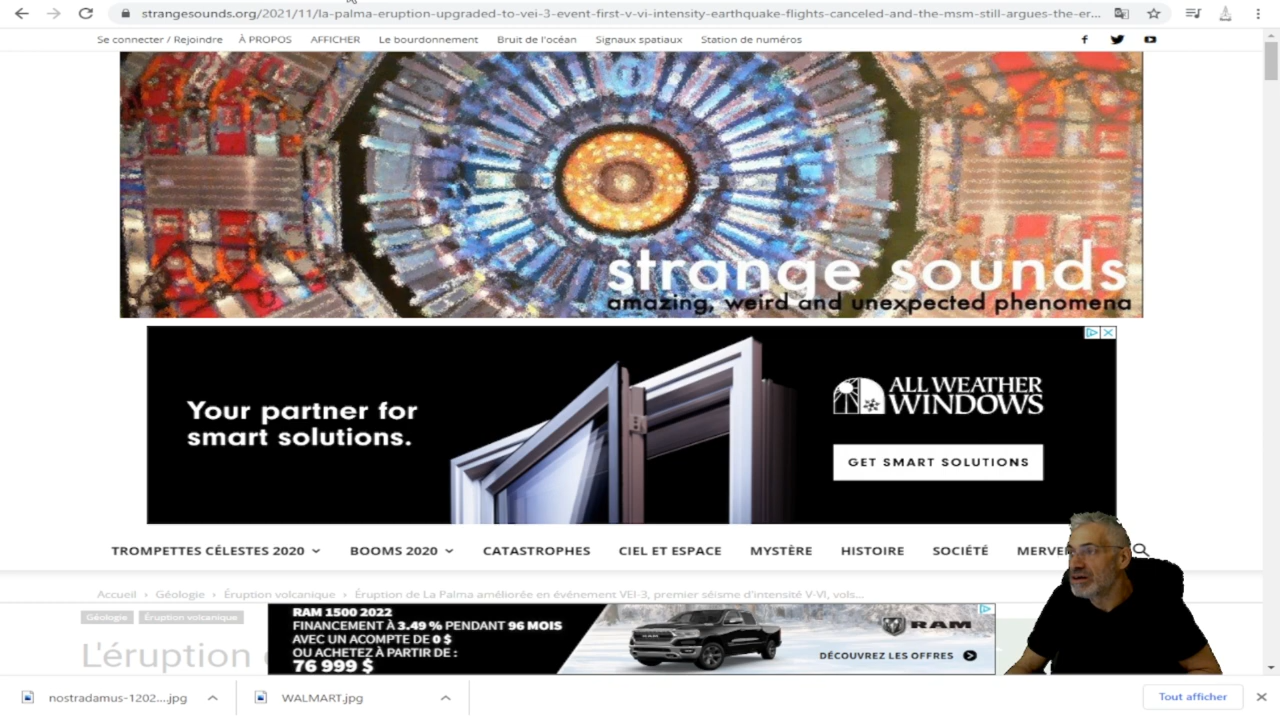 strangesounds.org/2021/11/la-palma-eruption-upgraded-to-vei-3-event-first-v-vi-intensity-earthquake-flights-canceled-and-the-msm-still-argues-the-er...
Se connecter / Rejoindre À PROPOS AFFICHER Le bourdonnement Bruit de l'océan Signaux spatiaux Station de numéros
strange sounds
amazing, weird and unexpected phenomena
Your partner for
smart solutions.
ALL WEATHER
WINDOWS
GET SMART SOLUTIONS
TROMPETTES CÉLESTES 2020 BOOMS 2020 CATASTROPHES CIEL ET ESPACE MYSTÈRE HISTOIRE SOCIÉTÉ
Accueil › Géologie › Éruption volcanique › Éruption de La Palma améliorée en événement VEI-3, premier séisme d'intensité V-VI, vols...
Géologie Éruption volcanique
L'éruption
RAM 1500 2022
FINANCEMENT À 3.49 % PENDANT 96 MOIS
AVEC UN ACOMPTE DE 0 $
OU ACHETEZ À PARTIR DE :
76 999 $
RAM
DÉCOUVREZ LES OFFRES
nostradamus-1202....jpg WALMART.jpg Tout afficher